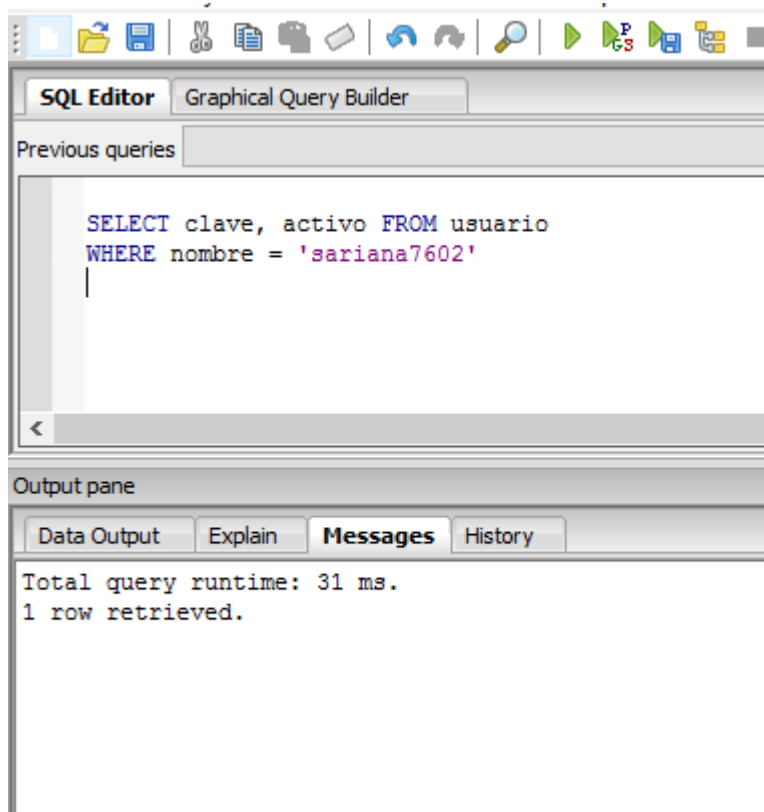 SQL Editor Graphical Query Builder
Previous queries
SELECT clave, activo FROM usuario
WHERE nombre = 'sariana7602'
Output pane
Data Output Explain Messages History
Total query runtime: 31 ms.
1 row retrieved.